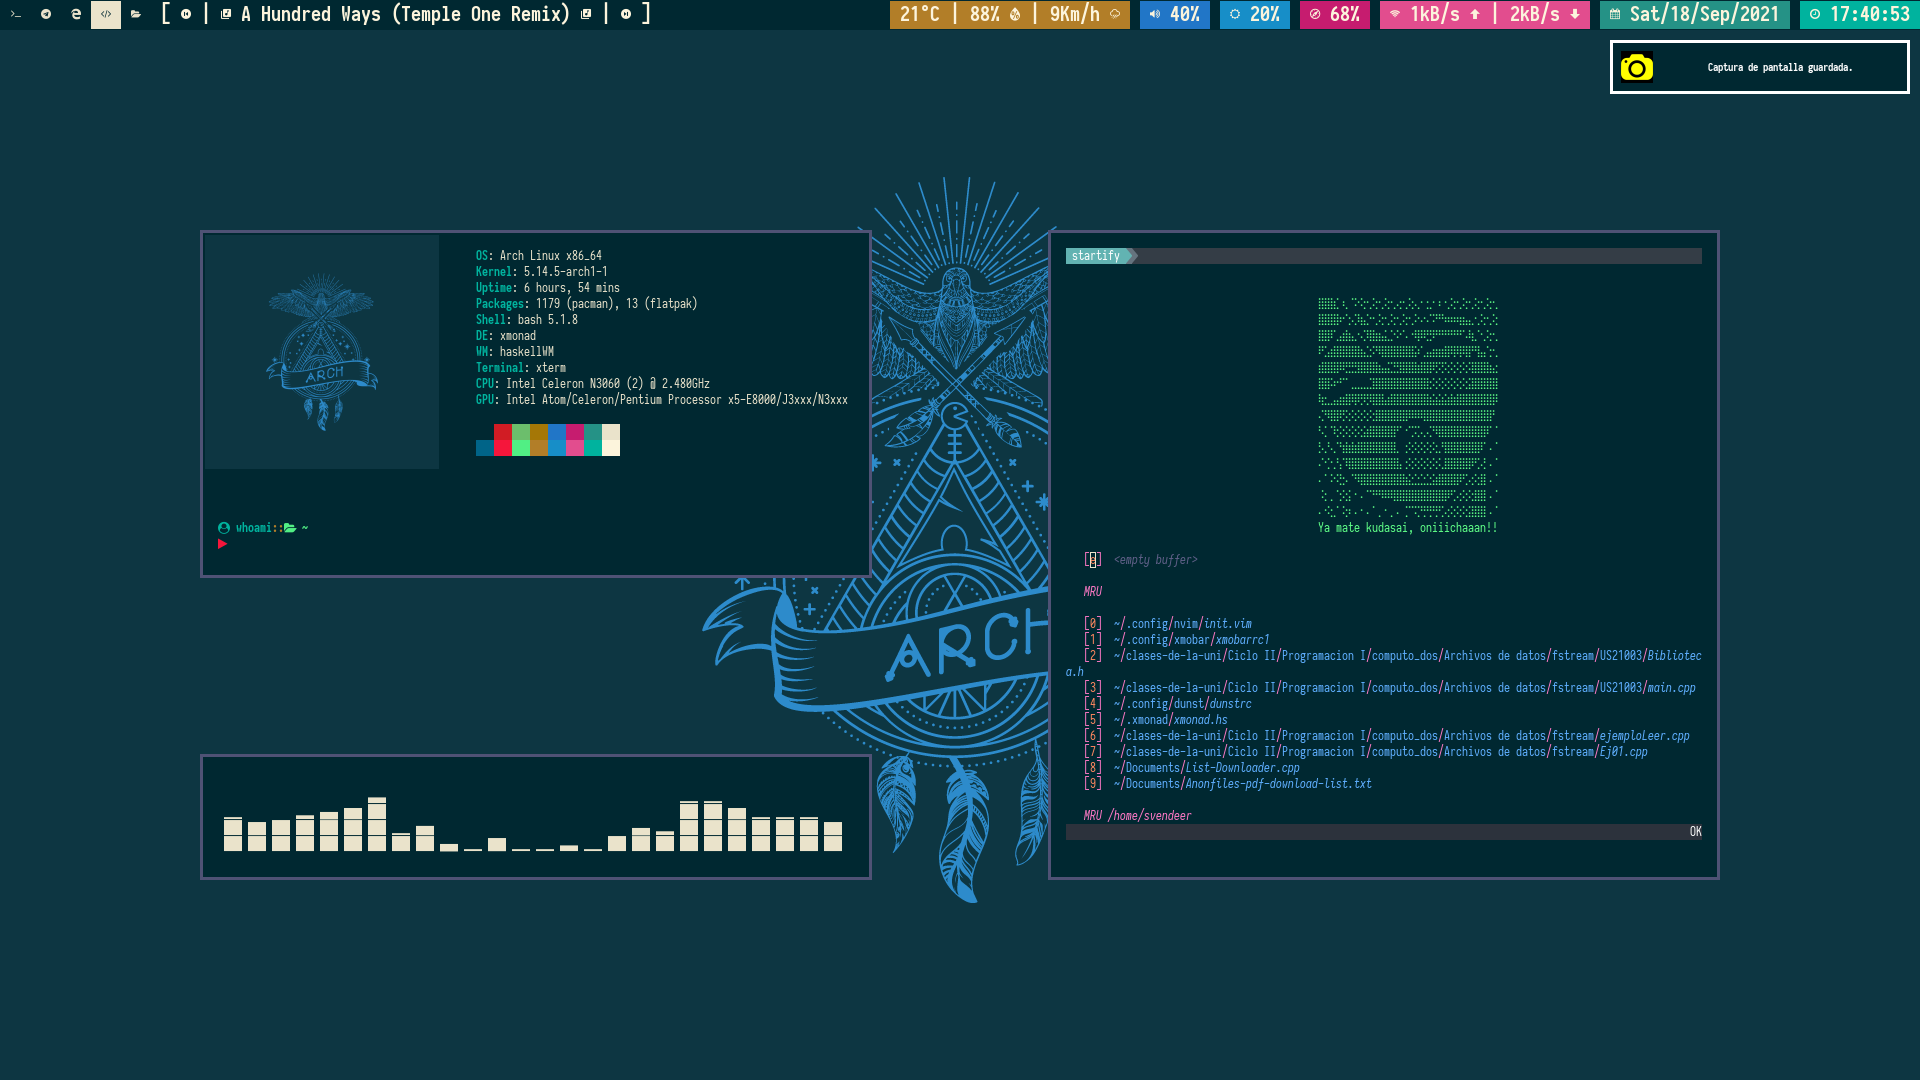 [ | A Hundred Ways (Temple One Remix) | ]
21°C | 88% | 9Km/h 40% 20% 68% 1kB/s | 2kB/s Sat/18/Sep/2021 17:40:53
Captura de pantalla guardada.
OS: Arch Linux x86_64
Kernel: 5.14.5-arch1-1
Uptime: 6 hours, 54 mins
Packages: 1179 (pacman), 13 (flatpak)
Shell: bash 5.1.8
DE: xmonad
WM: haskellWM
Terminal: xterm
CPU: Intel Celeron N3060 (2) @ 2.480GHz
GPU: Intel Atom/Celeron/Pentium Processor x5-E8000/J3xxx/N3xxx
ARCH
whoami:: ~
ARCH
startify
Ya mate kudasai, oniiichaaan!!
[e] <empty buffer>
MRU
[0] ~/.config/nvim/init.vim
[1] ~/.config/xmobar/xmobarrc1
[2] ~/clases-de-la-uni/Ciclo II/Programacion I/computo_dos/Archivos de datos/fstream/US21003/Bibliotec
a.h
[3] ~/clases-de-la-uni/Ciclo II/Programacion I/computo_dos/Archivos de datos/fstream/US21003/main.cpp
[4] ~/.config/dunst/dunstrc
[5] ~/.xmonad/xmonad.hs
[6] ~/clases-de-la-uni/Ciclo II/Programacion I/computo_dos/Archivos de datos/fstream/ejemploLeer.cpp
[7] ~/clases-de-la-uni/Ciclo II/Programacion I/computo_dos/Archivos de datos/fstream/Ej01.cpp
[8] ~/Documents/List-Downloader.cpp
[9] ~/Documents/Anonfiles-pdf-download-list.txt
MRU /home/svendeer
OK